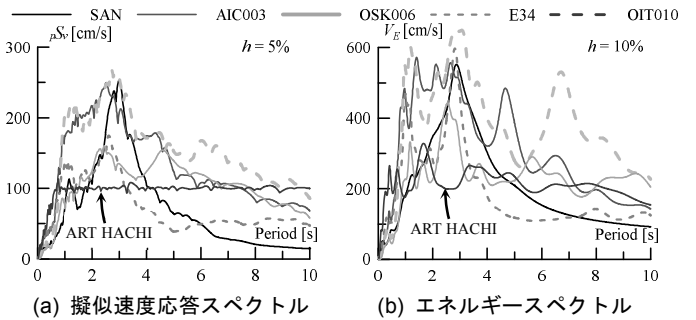 SAN AIC003 OSK006 E34 OIT010
pSv [cm/s]
h = 5%
300
200
100
0
ART HACHI
Period [s]
0 2 4 6 8 10
(a) 擬似速度応答スペクトル
VE [cm/s]
h = 10%
600
400
200
0
ART HACHI
Period [s]
0 2 4 6 8 10
(b) エネルギースペクトル